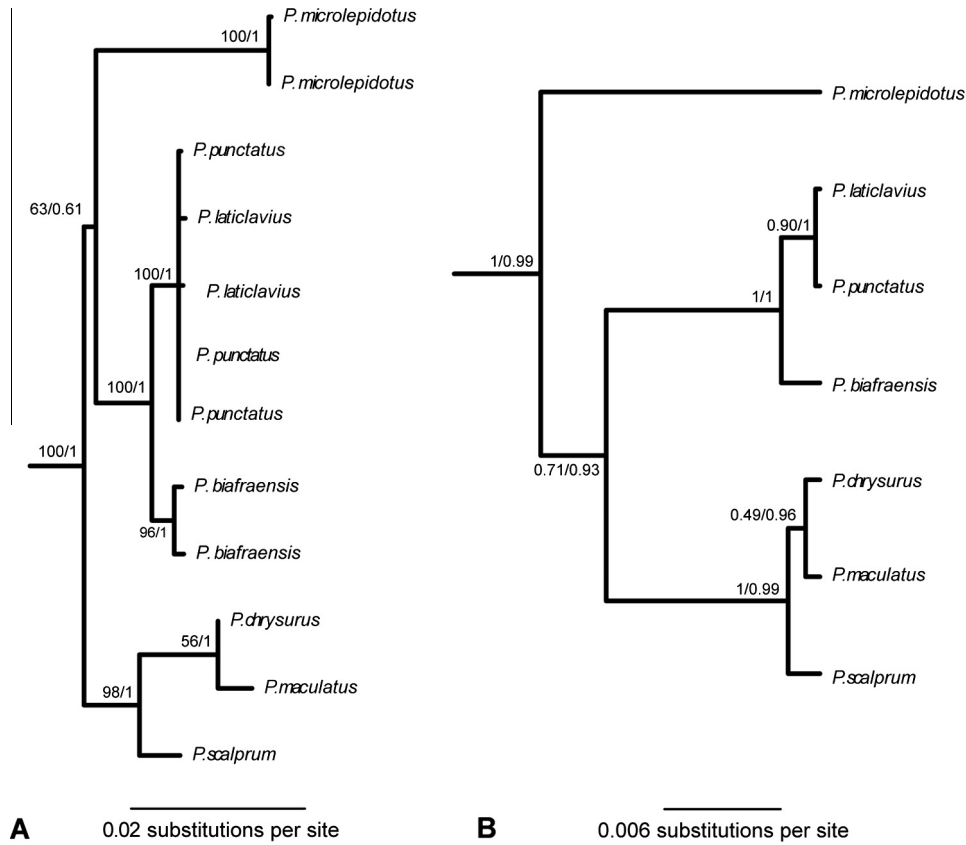 P. microlepidotus
100/1
P. microlepidotus
P. punctatus
63/0.61
P. laticlavius
100/1
P. laticlavius
P. punctatus
100/1
P. punctatus
100/1
P. biafraensis
96/1
P. biafraensis
P. chrysurus
56/1
P. maculatus
98/1
P. scalprum
A
0.02 substitutions per site
P. microlepidotus
P. laticlavius
0.90/1
1/0.99
P. punctatus
1/1
P. biafraensis
0.71/0.93
P. chrysurus
0.49/0.96
P. maculatus
1/0.99
P. scalprum
B
0.006 substitutions per site